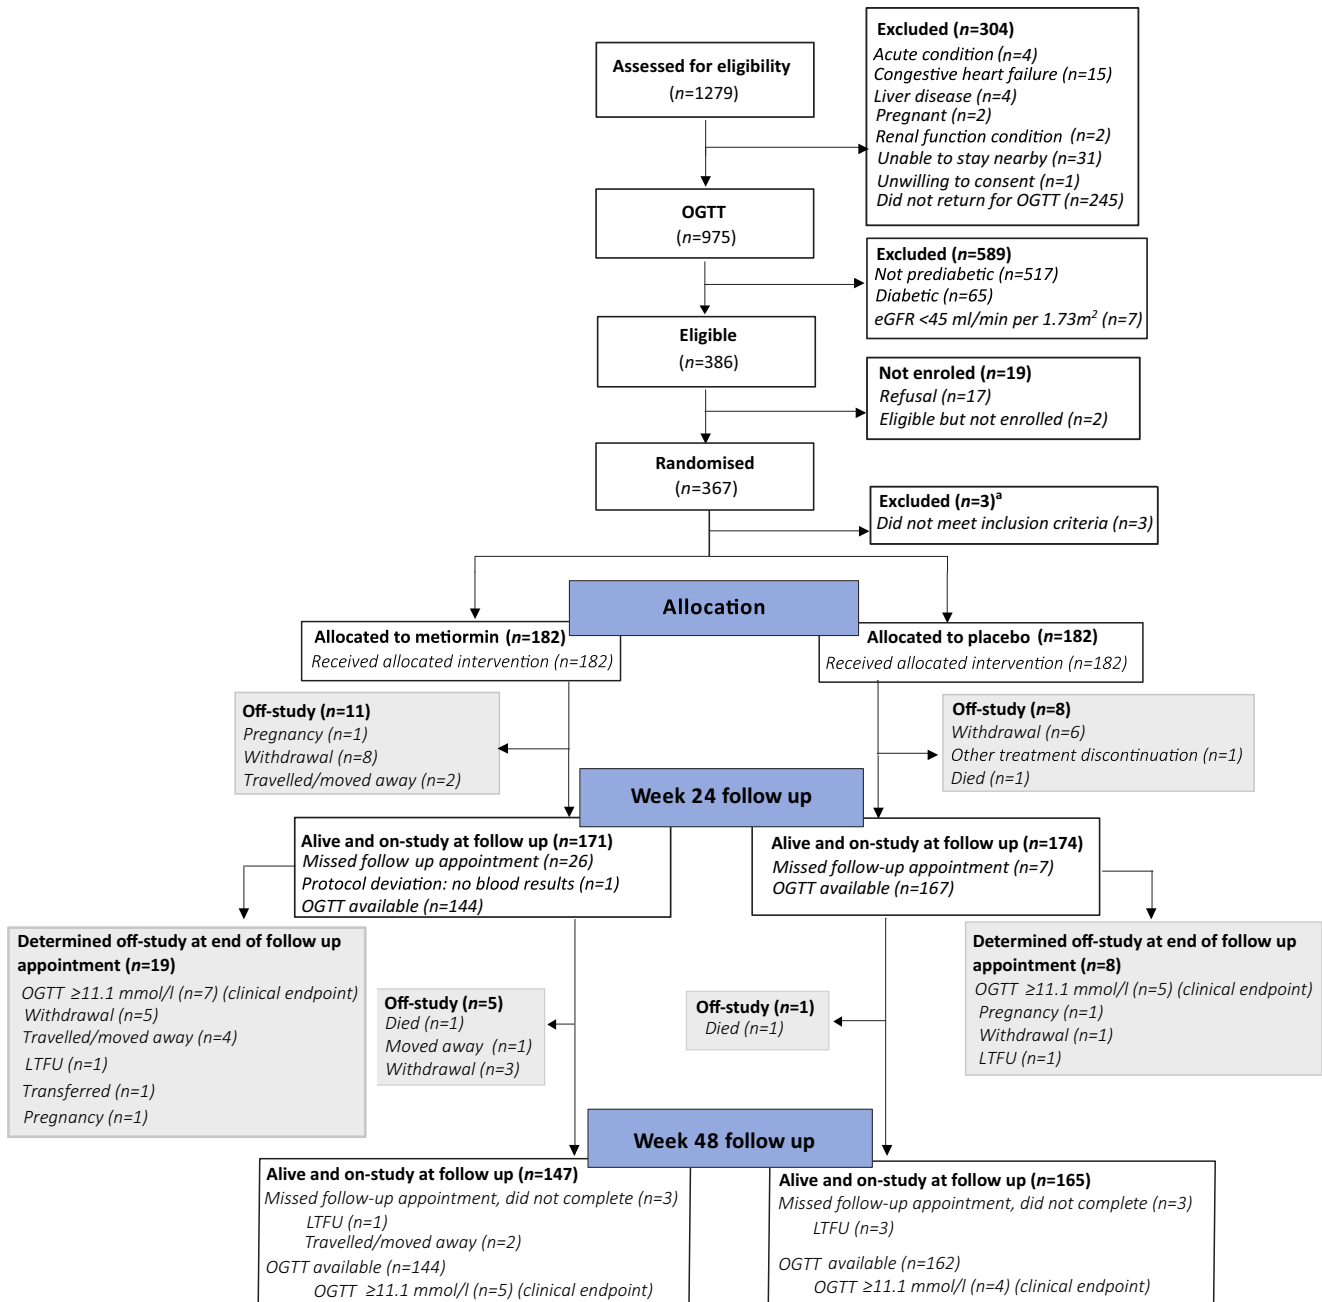 Assessed for eligibility
(n=1279)
Excluded (n=304)
Acute condition (n=4)
Congestive heart failure (n=15)
Liver disease (n=4)
Pregnant (n=2)
Renal function condition (n=2)
Unable to stay nearby (n=31)
Unwilling to consent (n=1)
Did not return for OGTT (n=245)
OGTT
(n=975)
Excluded (n=589)
Not prediabetic (n=517)
Diabetic (n=65)
eGFR <45 ml/min per 1.73m² (n=7)
Eligible
(n=386)
Not enroled (n=19)
Refusal (n=17)
Eligible but not enrolled (n=2)
Randomised
(n=367)
Excluded (n=3)ᵃ
Did not meet inclusion criteria (n=3)
Allocation
Allocated to metiormin (n=182)
Received allocated intervention (n=182)
Allocated to placebo (n=182)
Received allocated intervention (n=182)
Off-study (n=11)
Pregnancy (n=1)
Withdrawal (n=8)
Travelled/moved away (n=2)
Off-study (n=8)
Withdrawal (n=6)
Other treatment discontinuation (n=1)
Died (n=1)
Week 24 follow up
Alive and on-study at follow up (n=171)
Missed follow up appointment (n=26)
Protocol deviation: no blood results (n=1)
OGTT available (n=144)
Alive and on-study at follow up (n=174)
Missed follow-up appointment (n=7)
OGTT available (n=167)
Determined off-study at end of follow up
appointment (n=19)
OGTT ≥11.1 mmol/l (n=7) (clinical endpoint)
Withdrawal (n=5)
Travelled/moved away (n=4)
LTFU (n=1)
Transferred (n=1)
Pregnancy (n=1)
Off-study (n=5)
Died (n=1)
Moved away (n=1)
Withdrawal (n=3)
Off-study (n=1)
Died (n=1)
Determined off-study at end of follow up
appointment (n=8)
OGTT ≥11.1 mmol/l (n=5) (clinical endpoint)
Pregnancy (n=1)
Withdrawal (n=1)
LTFU (n=1)
Week 48 follow up
Alive and on-study at follow up (n=147)
Missed follow-up appointment, did not complete (n=3)
LTFU (n=1)
Travelled/moved away (n=2)
OGTT available (n=144)
OGTT ≥11.1 mmol/l (n=5) (clinical endpoint)
Alive and on-study at follow up (n=165)
Missed follow-up appointment, did not complete (n=3)
LTFU (n=3)
OGTT available (n=162)
OGTT ≥11.1 mmol/l (n=4) (clinical endpoint)